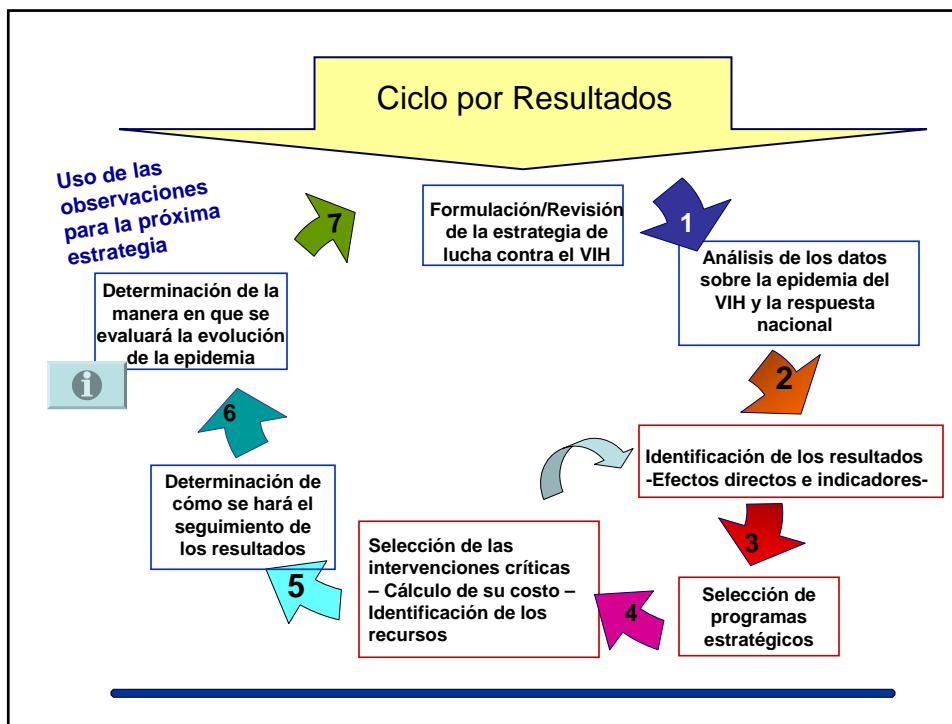 Ciclo por Resultados
Uso de las
observaciones
para la próxima
estrategia
7
Formulación/Revisión
de la estrategia de
lucha contra el VIH
1
Análisis de los datos
sobre la epidemia del
VIH y la respuesta
nacional
2
Identificación de los resultados
-Efectos directos e indicadores-
3
Selección de
programas
estratégicos
4
Selección de las
intervenciones críticas
– Cálculo de su costo –
Identificación de los
recursos
5
Determinación de
cómo se hará el
seguimiento de
los resultados
6
Determinación de la
manera en que se
evaluará la evolución
de la epidemia
i